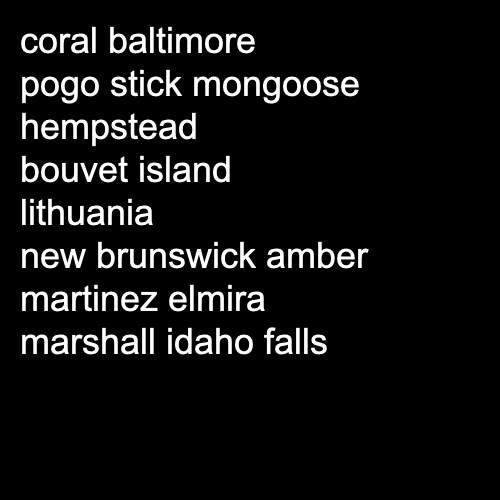 coral baltimore
pogo stick mongoose
hempstead
bouvet island
lithuania
new brunswick amber
martinez elmira
marshall idaho falls